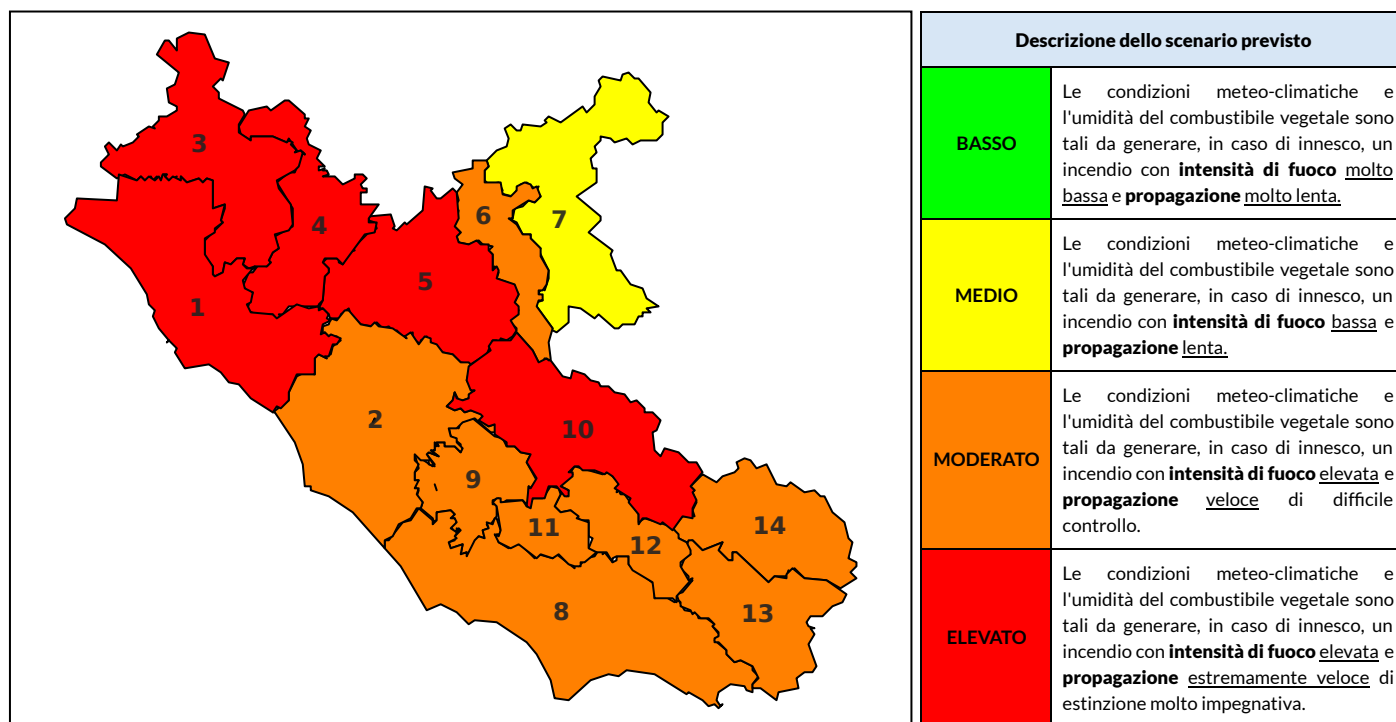 3
4
6
7
5
1
2
10
9
11
12
14
8
13
Descrizione dello scenario previsto
BASSO
Le condizioni meteo-climatiche e
l'umidità del combustibile vegetale sono
tali da generare, in caso di innesco, un
incendio con intensità di fuoco molto
bassa e propagazione molto lenta.
MEDIO
Le condizioni meteo-climatiche e
l'umidità del combustibile vegetale sono
tali da generare, in caso di innesco, un
incendio con intensità di fuoco bassa e
propagazione lenta.
MODERATO
Le condizioni meteo-climatiche e
l'umidità del combustibile vegetale sono
tali da generare, in caso di innesco, un
incendio con intensità di fuoco elevata e
propagazione veloce di difficile
controllo.
ELEVATO
Le condizioni meteo-climatiche e
l'umidità del combustibile vegetale sono
tali da generare, in caso di innesco, un
incendio con intensità di fuoco elevata e
propagazione estremamente veloce di
estinzione molto impegnativa.